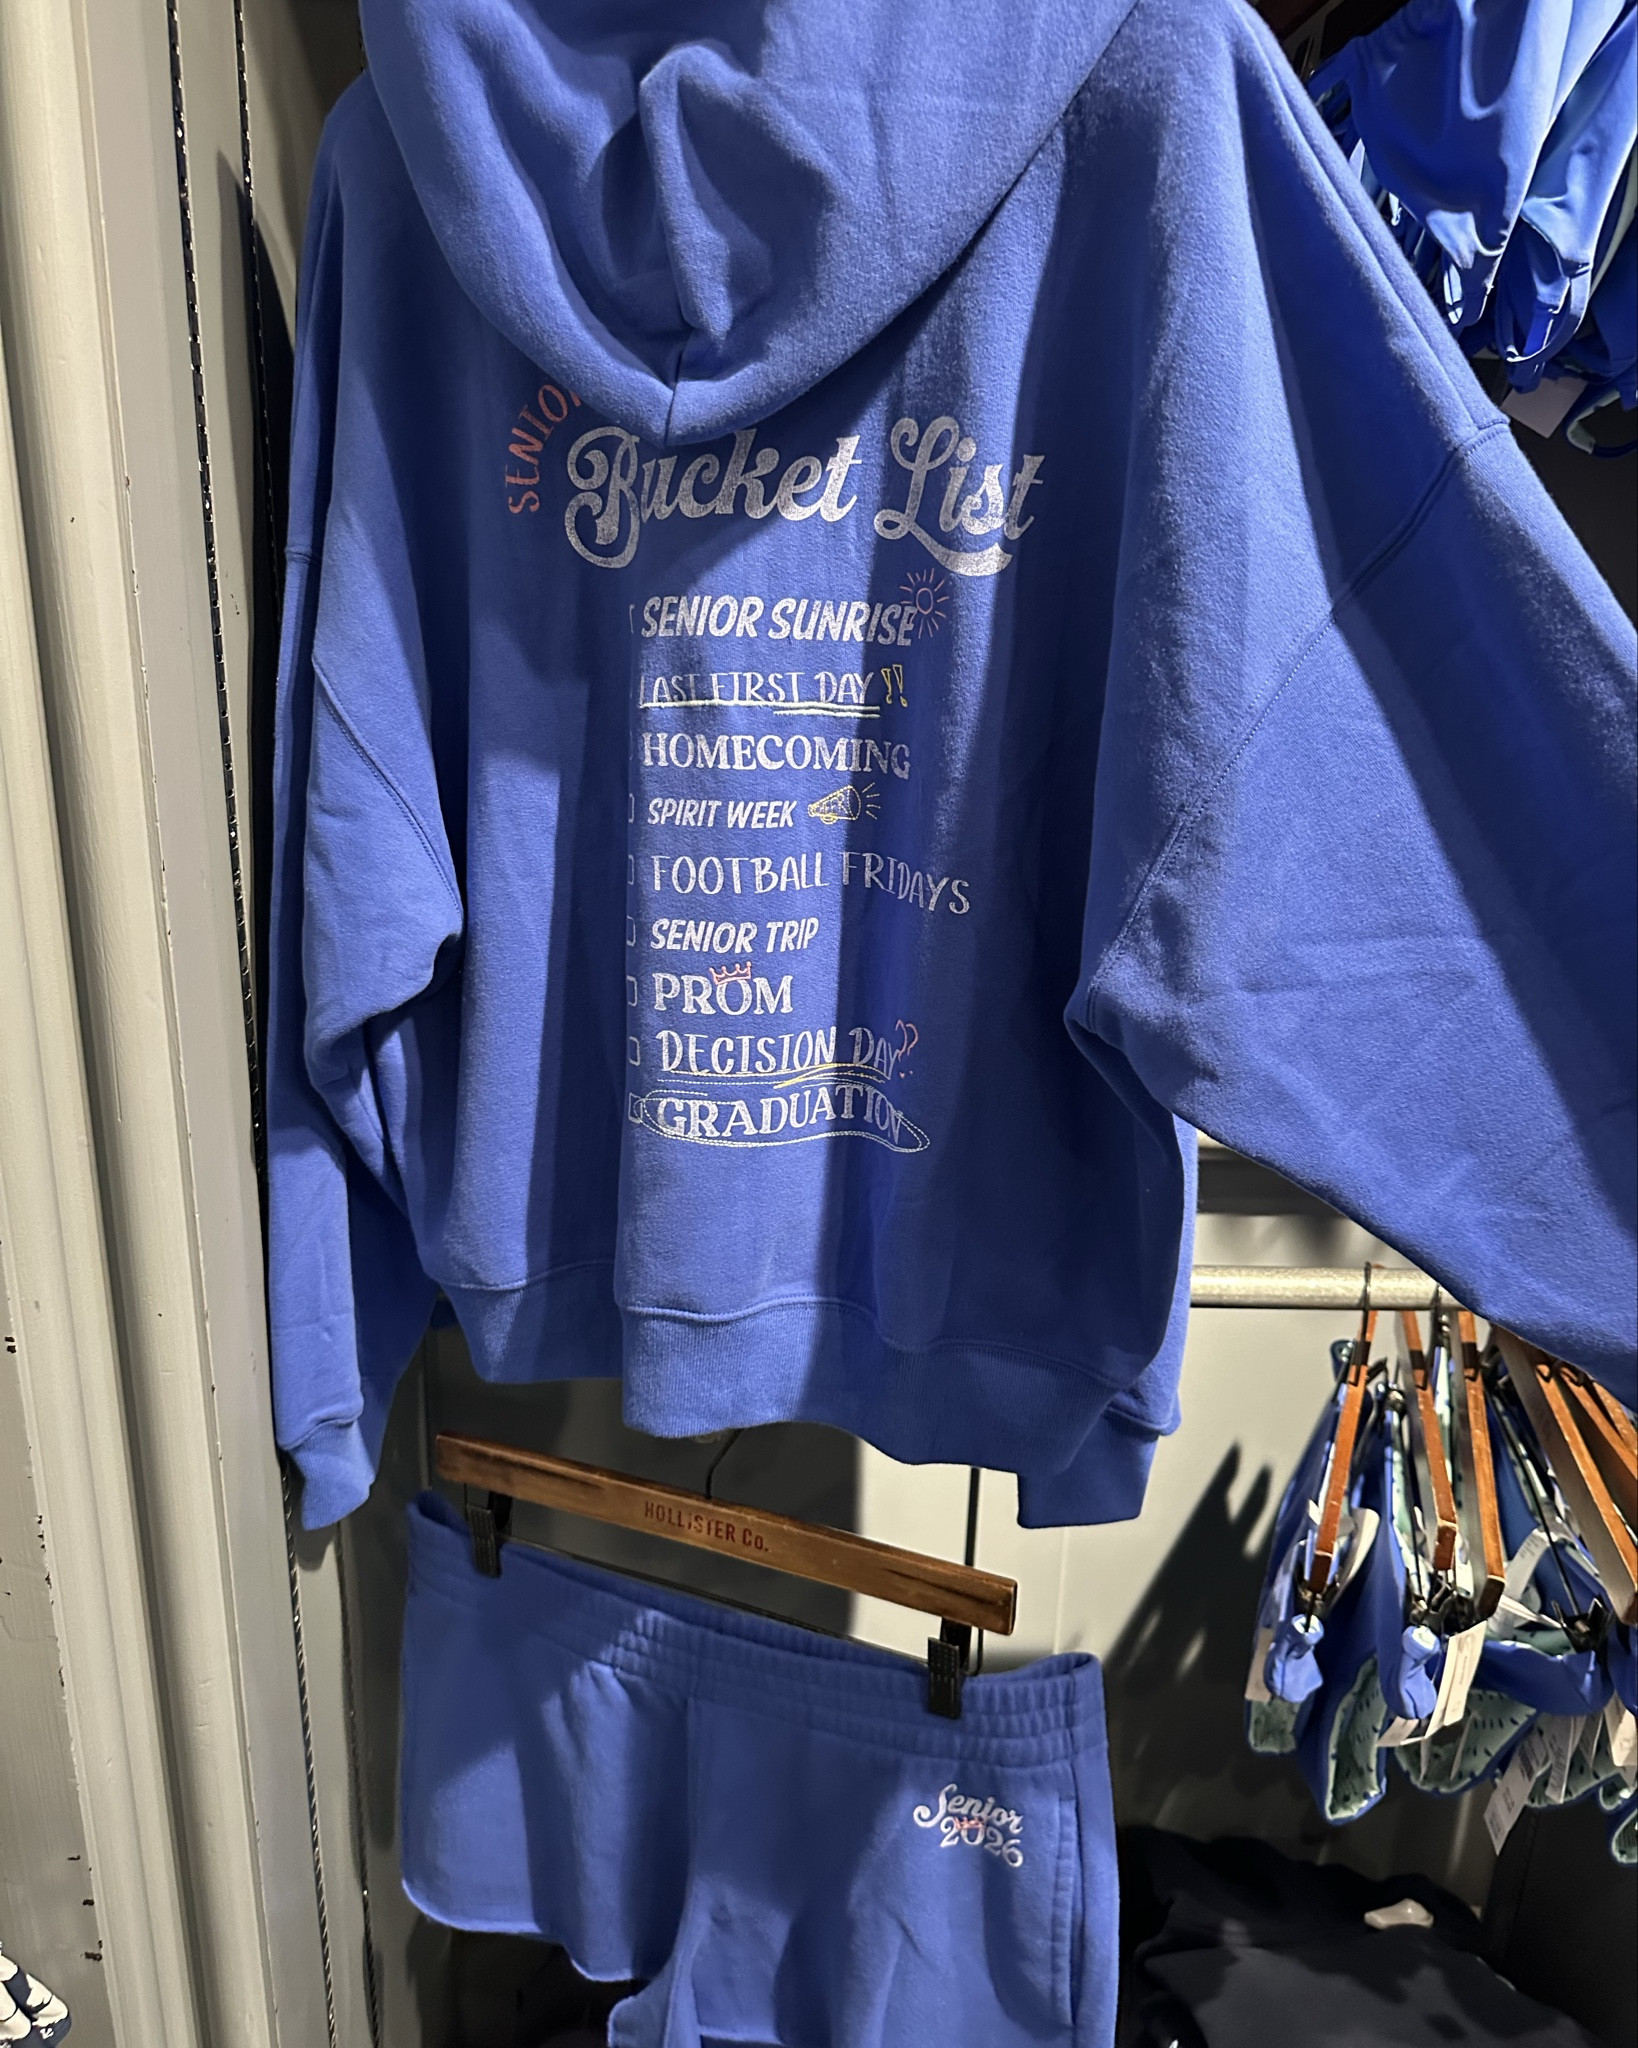 SENIOR
Bucket List
SENIOR SUNRISE
LAST FIRST DAY !!
HOMECOMING
SPIRIT WEEK
FOOTBALL FRIDAYS
SENIOR TRIP
PROM
DECISION DAY??
GRADUATION
HOLLISTER CO.
Senior
2026